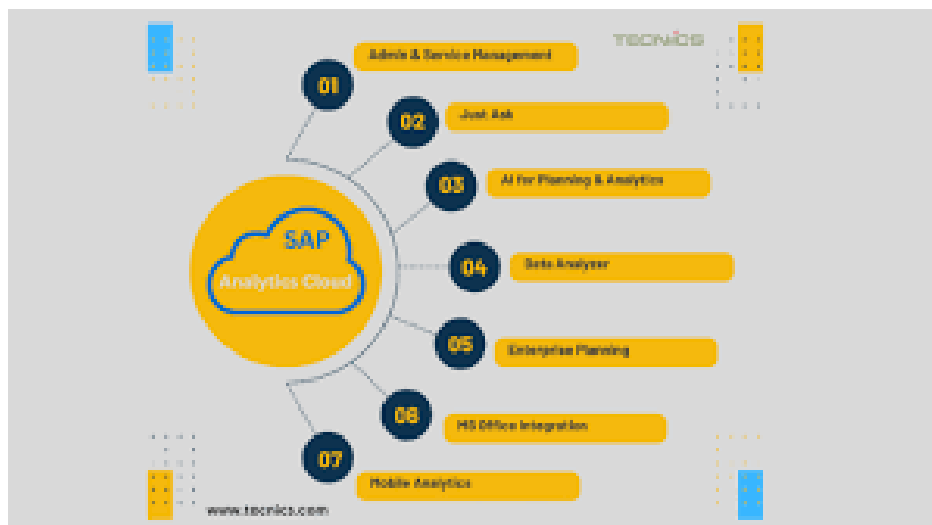 TECNICS
01
Admin & Service Management
02
Just Ask
03
AI for Planning & Analytics
SAP
Analytics Cloud
04
Data Analyzer
05
Enterprise Planning
06
MS Office Integration
07
Mobile Analytics
www.tecnics.com